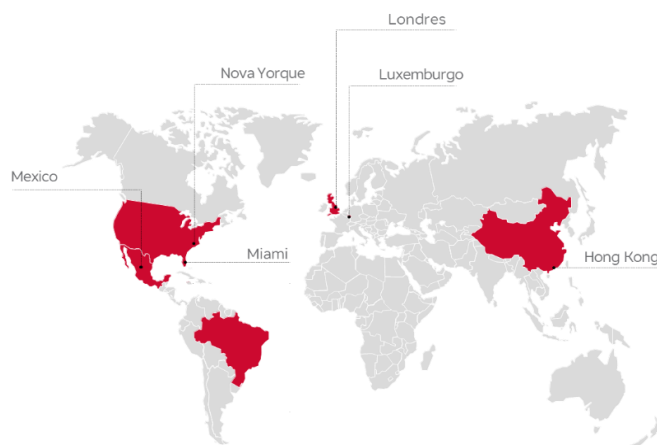 Londres
Nova Yorque
Luxemburgo
Mexico
Miami
Hong Kong